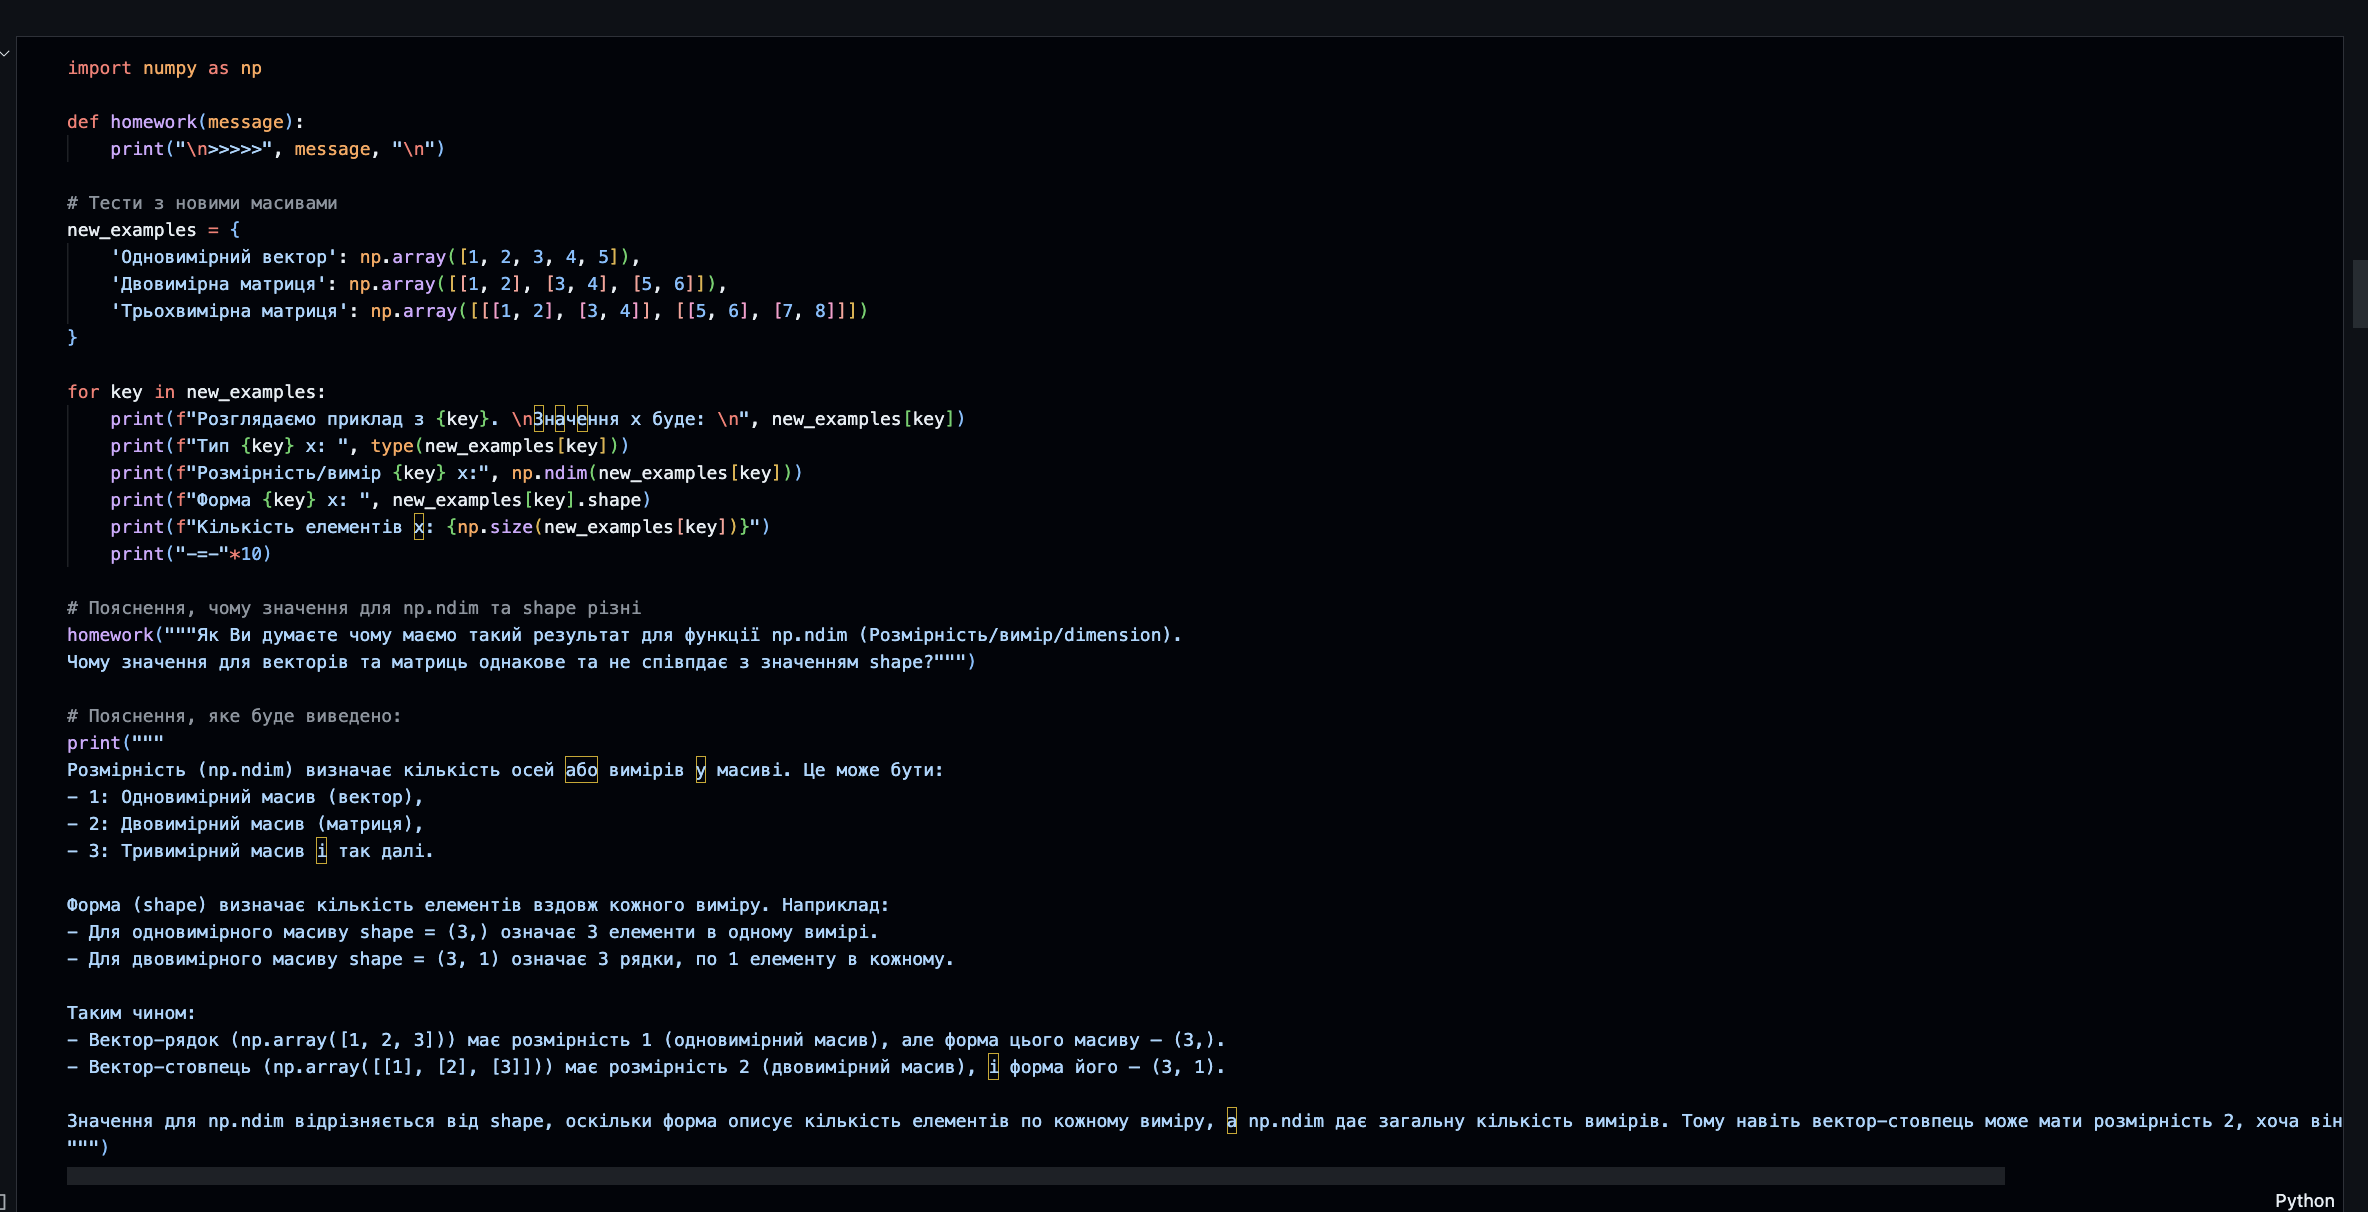 import numpy as np
def homework(message):
print("\n>>>>>", message, "\n")
# Тести з новими масивами
new_examples = {
'Одновимірний вектор': np.array([1, 2, 3, 4, 5]),
'Двовимірна матриця': np.array([[1, 2], [3, 4], [5, 6]]),
'Трьохвимірна матриця': np.array([[[1, 2], [3, 4]], [[5, 6], [7, 8]]])
}
for key in new_examples:
print(f"Розглядаємо приклад з {key}. \nЗначення x буде: \n", new_examples[key])
print(f"Тип {key} x: ", type(new_examples[key]))
print(f"Розмірність/вимір {key} x:", np.ndim(new_examples[key]))
print(f"Форма {key} x: ", new_examples[key].shape)
print(f"Кількість елементів х: {np.size(new_examples[key])}")
print("-=-"*10)
# Пояснення, чому значення для np.ndim та shape різні
homework("""Як Ви думаєте чому маємо такий результат для функції np.ndim (Розмірність/вимір/dimension).
Чому значення для векторів та матриць однакове та не співпдає з значенням shape?""")
# Пояснення, яке буде виведено:
print("""
Розмірність (np.ndim) визначає кількість осей або вимірів у масиві. Це може бути:
- 1: Одновимірний масив (вектор),
- 2: Двовимірний масив (матриця),
- 3: Тривимірний масив і так далі.
Форма (shape) визначає кількість елементів вздовж кожного виміру. Наприклад:
- Для одновимірного масиву shape = (3,) означає 3 елементи в одному вимірі.
- Для двовимірного масиву shape = (3, 1) означає 3 рядки, по 1 елементу в кожному.
Таким чином:
- Вектор-рядок (np.array([1, 2, 3])) має розмірність 1 (одновимірний масив), але форма цього масиву — (3,).
- Вектор-стовпець (np.array([[1], [2], [3]])) має розмірність 2 (двовимірний масив), і форма його — (3, 1).
Значення для np.ndim відрізняється від shape, оскільки форма описує кількість елементів по кожному виміру, а np.ndim дає загальну кількість вимірів. Тому навіть вектор-стовпець може мати розмірність 2, хоча він
""")
Python